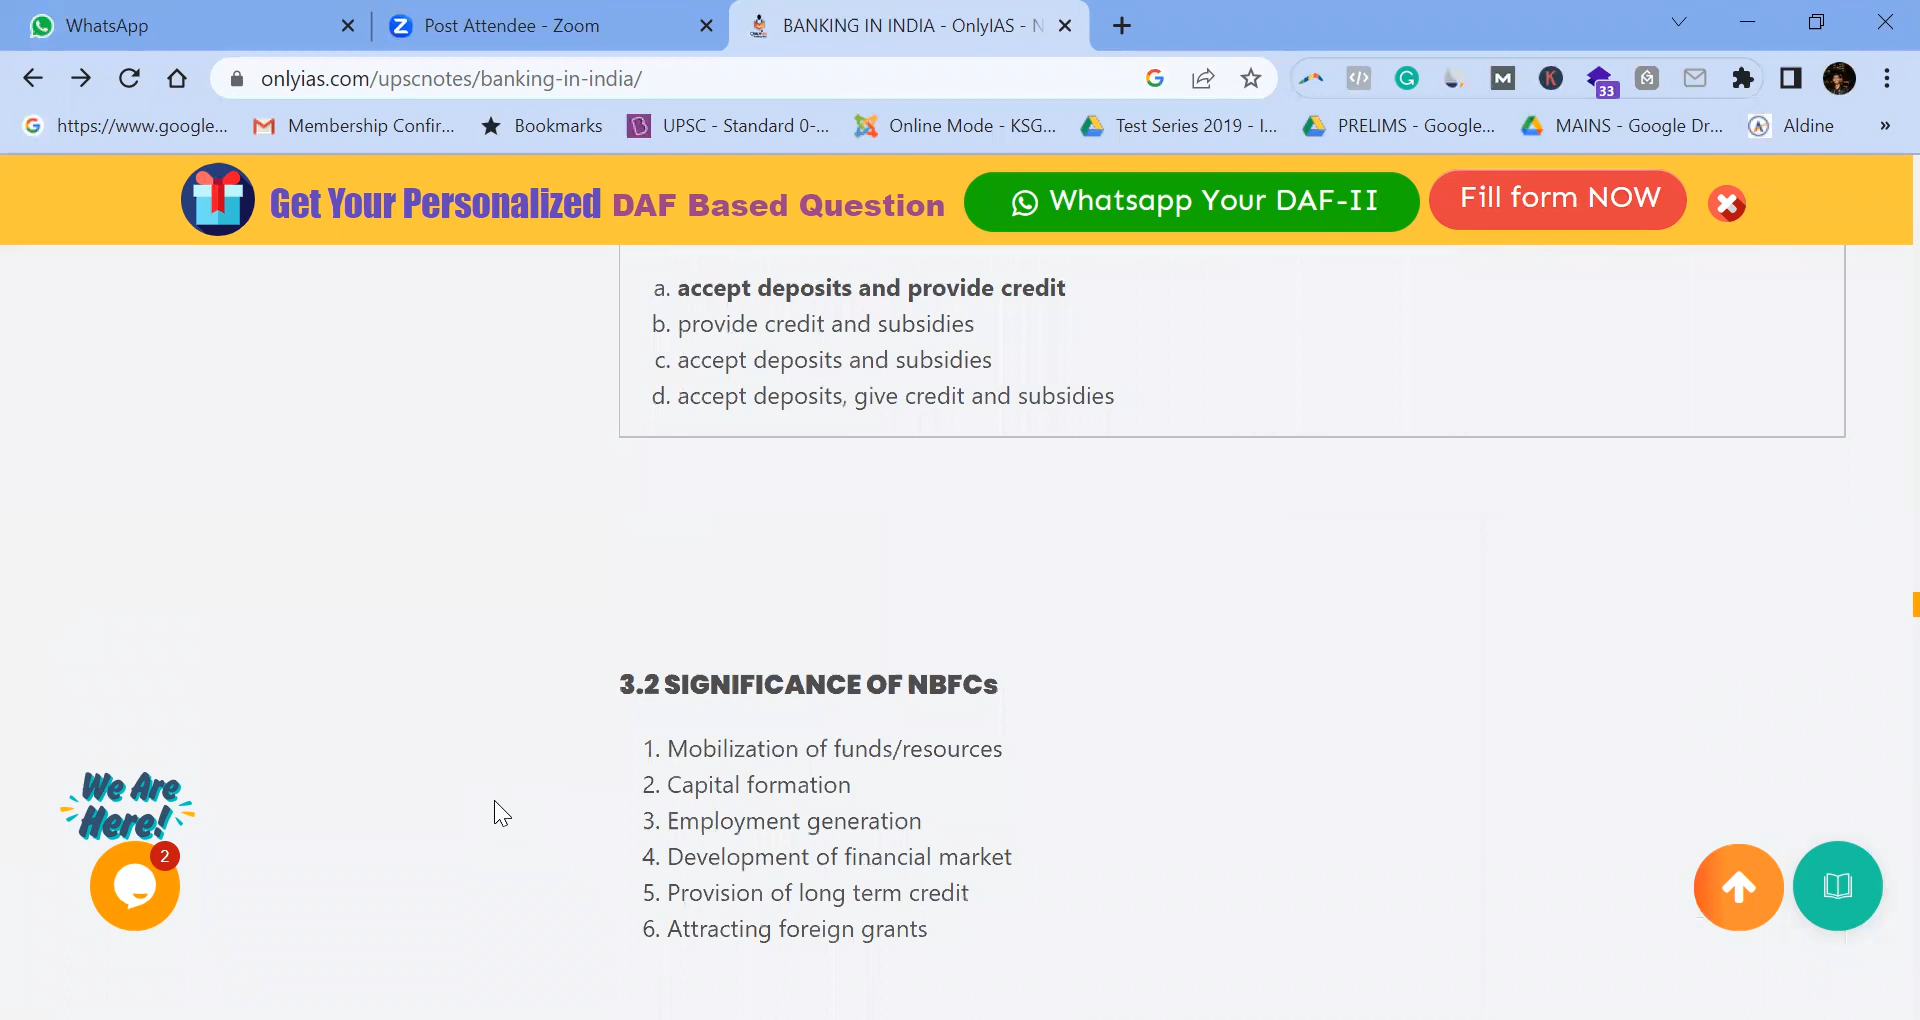 WhatsApp
Post Attendee - Zoom
BANKING IN INDIA - OnlyIAS - N
onlyias.com/upscnotes/banking-in-india/
33
https://www.google...
Membership Confir...
Bookmarks
UPSC - Standard 0-...
Online Mode - KSG...
Test Series 2019 - I...
PRELIMS - Google...
MAINS - Google Dr...
Aldine
»
Get Your Personalized DAF Based Question
Whatsapp Your DAF-II
Fill form NOW
a. accept deposits and provide credit
b. provide credit and subsidies
c. accept deposits and subsidies
d. accept deposits, give credit and subsidies
3.2 SIGNIFICANCE OF NBFCs
1. Mobilization of funds/resources
2. Capital formation
3. Employment generation
4. Development of financial market
5. Provision of long term credit
6. Attracting foreign grants
We Are
Here!
2